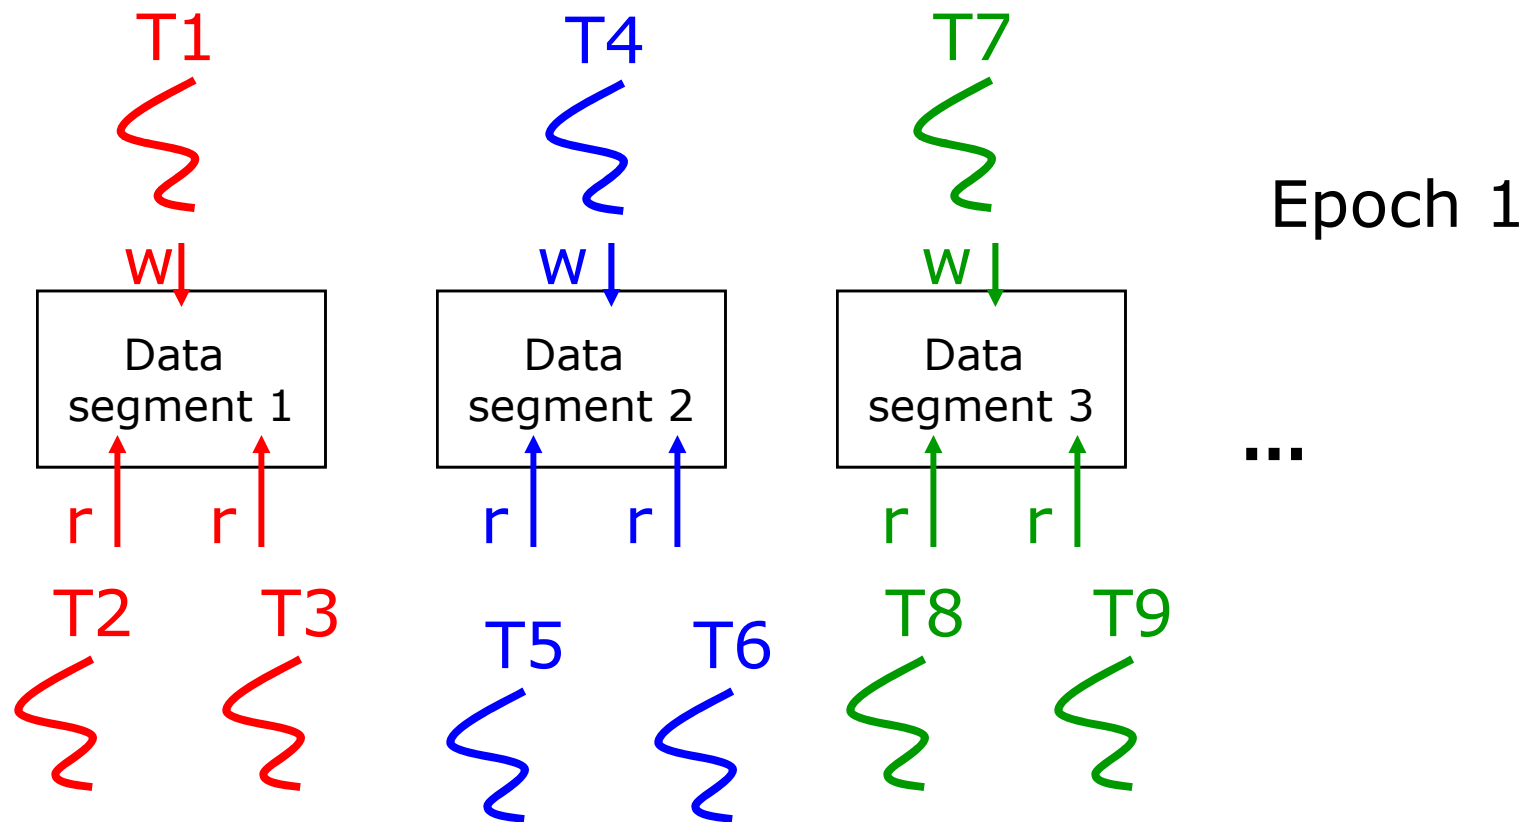 T1
T4
T7
Epoch 1
w
w
w
Data
segment 1
Data
segment 2
Data
segment 3
...
r
r
r
r
r
r
T2
T3
T5
T6
T8
T9